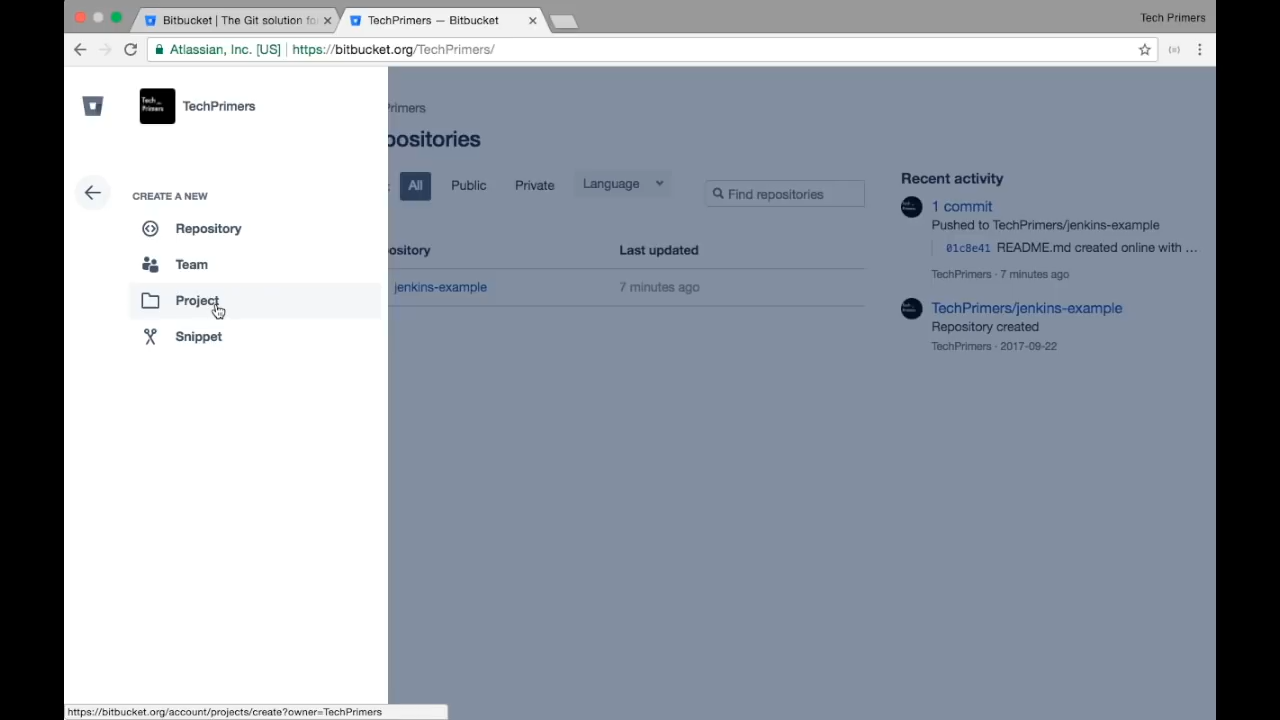 Bitbucket | The Git solution fo
TechPrimers — Bitbucket
Tech Primers
Atlassian, Inc. [US] | https://bitbucket.org/TechPrimers/
Tech_
Primers
TechPrimers
CREATE A NEW
Repository
Team
Project
Snippet
rimers
positories
All
Public
Private
Language
Find repositories
ository
Last updated
jenkins-example
7 minutes ago
Recent activity
1 commit
Pushed to TechPrimers/jenkins-example
01c8e41 README.md created online with ...
TechPrimers · 7 minutes ago
TechPrimers/jenkins-example
Repository created
TechPrimers · 2017-09-22
https://bitbucket.org/account/projects/create?owner=TechPrimers